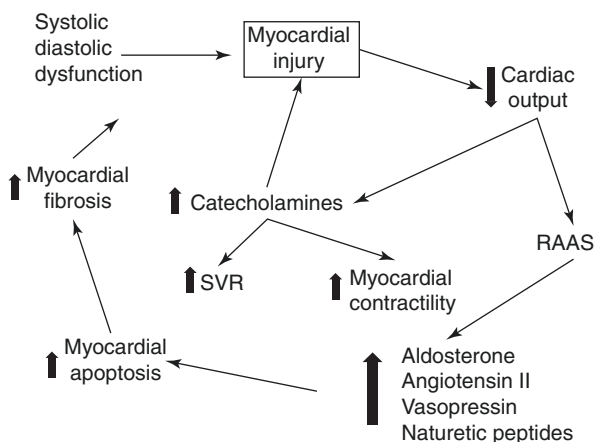 Systolic
diastolic
dysfunction
Myocardial
injury
Cardiac
output
Myocardial
fibrosis
Catecholamines
RAAS
SVR
Myocardial
contractility
Myocardial
apoptosis
Aldosterone
Angiotensin II
Vasopressin
Naturetic peptides